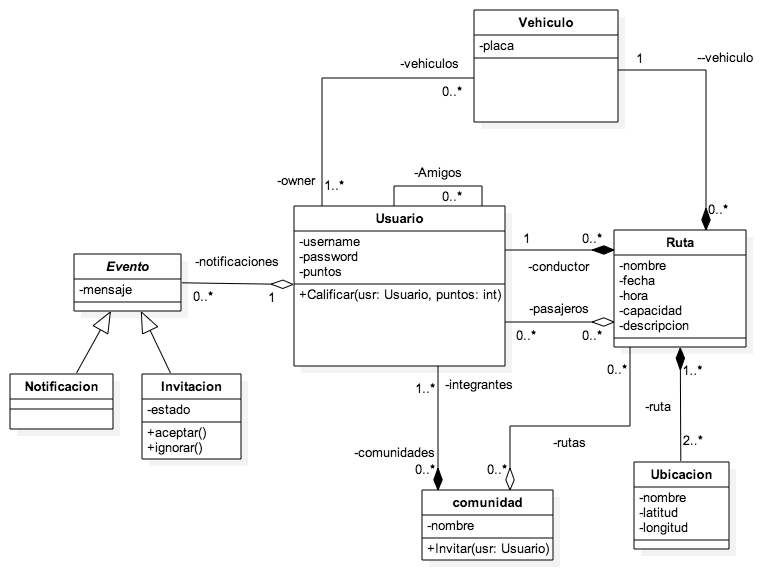 Vehiculo
-placa
-vehiculos
0..*
1
--vehiculo
-owner
1..*
-Amigos
0..*
0..*
Usuario
-username
-password
-puntos
+Calificar(usr: Usuario, puntos: int)
1
0..*
-conductor
-pasajeros
0..*
0..*
Ruta
-nombre
-fecha
-hora
-capacidad
-descripcion
Evento
-mensaje
-notificaciones
0..*
1
Notificacion
Invitacion
-estado
+aceptar()
+ignorar()
1..*
-integrantes
-comunidades
0..*
0..*
-rutas
0..*
1..*
-ruta
2..*
comunidad
-nombre
+Invitar(usr: Usuario)
Ubicacion
-nombre
-latitud
-longitud